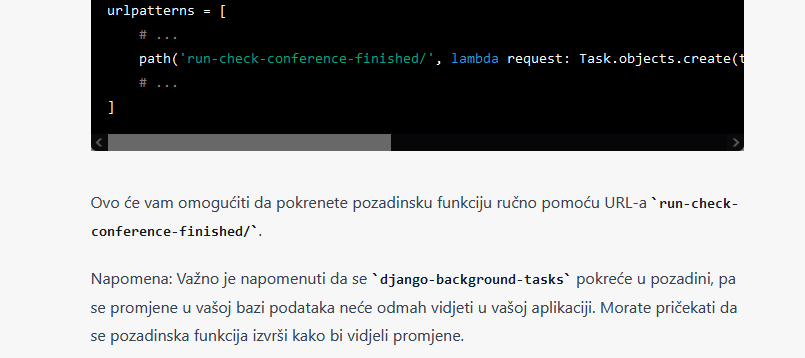 urlpatterns = [
# ...
path('run-check-conference-finished/', lambda request: Task.objects.create(t
# ...
]
Ovo će vam omogućiti da pokrenete pozadinsku funkciju ručno pomoću URL-a `run-check-
conference-finished/`.
Napomena: Važno je napomenuti da se `django-background-tasks` pokreće u pozadini, pa
se promjene u vašoj bazi podataka neće odmah vidjeti u vašoj aplikaciji. Morate pričekati da
se pozadinska funkcija izvrši kako bi vidjeli promjene.